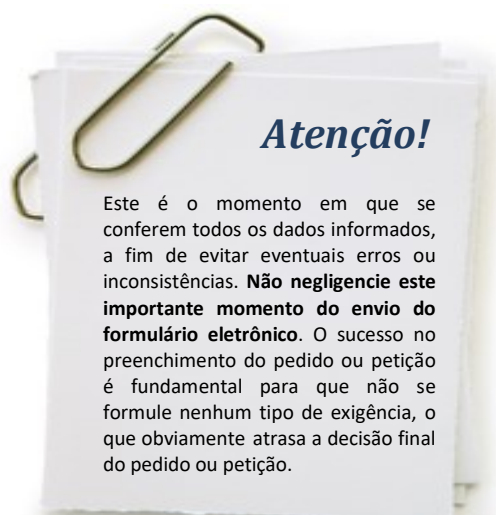 Atenção!
Este é o momento em que se
conferem todos os dados informados,
a fim de evitar eventuais erros ou
inconsistências. Não negligencie este
importante momento do envio do
formulário eletrônico. O sucesso no
preenchimento do pedido ou petição
é fundamental para que não se
formule nenhum tipo de exigência, o
que obviamente atrasa a decisão final
do pedido ou petição.